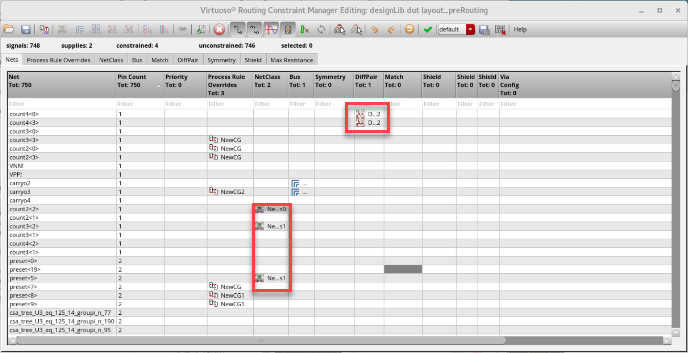 Virtuoso® Routing Constraint Manager Editing: designLib dut layout...preRouting
default
Help
signals: 748 supplies: 2 constrained: 4 unconstrained: 746 selected: 0
Nets Process Rule Overrides NetClass Bus Match DiffPair Symmetry Shield Max Resistance
Net Pin Count Priority Process Rule NetClass Bus Symmetry DiffPair Match Shield Shield Shield Via
Tot: 750 Tot: 750 Tot: 0 Overrides Tot: 2 Tot: 1 Tot: 0 Tot: 1 Tot: 0 Tot: 0 Tot: 0 Tot: 0 Config
Tot: 3 Tot: 0
Filter Filter Filter Filter Filter Filter Filter Filter Filter Filter Filter Filter Filter
count4<0> 1 D...2
count4<3> 1 D...2
count3<0> 1
count3<3> 1 NewCG
count2<0> 1 NewCG
count2<3> 1 NewCG
VNN! 1
VPP! 1
carryo2 1 ...
carryo3 1 NewCG2 ...
carryo4 1
count2<2> 1 Ne...s0
count2<1> 1
count3<2> 1 Ne...s1
count3<1> 1
count4<2> 1
count4<1> 1
preset<0> 2
preset<19> 2
preset<5> 2 Ne...s1
preset<7> 2 NewCG
preset<8> 2 NewCG1
preset<9> 2 NewCG1
csa_tree_U3_eq_125_14_groupi_n_77 2
csa_tree_U3_eq_125_14_groupi_n_190 2
csa_tree_U3_eq_125_14_groupi_n_95 2